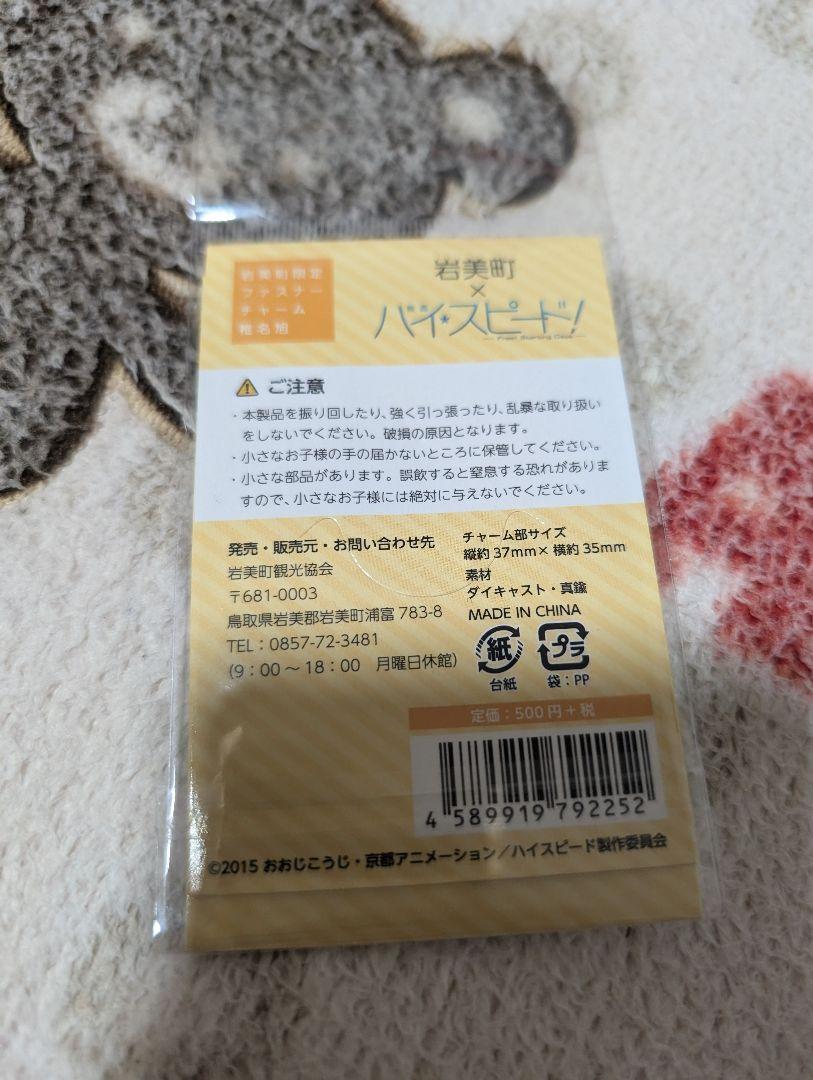 岩美町限定
ファスナー
チャーム
椎名旭
岩美町
×
映画
ハイ☆スピード!
Free! Starting Days
ご注意
・本製品を振り回したり、強く引っ張ったり、乱暴な取り扱い
をしないでください。破損の原因となります。
・小さなお子様の手の届かないところに保管してください。
・小さな部品があります。誤飲すると窒息する恐れがありま
すので、小さなお子様には絶対に与えないでください。
発売・販売元・お問い合わせ先
岩美町観光協会
〒681-0003
鳥取県岩美郡岩美町浦富 783-8
TEL:0857-72-3481
(9:00~18:00 月曜日休館)
チャーム部サイズ
縦約 37mm× 横約 35mm
素材
ダイキャスト・真鍮
MADE IN CHINA
紙
台紙
プラ
袋:PP
定価:500円+税
4 589919 792252
©2015 おおじこうじ・京都アニメーション/ハイスピード製作委員会